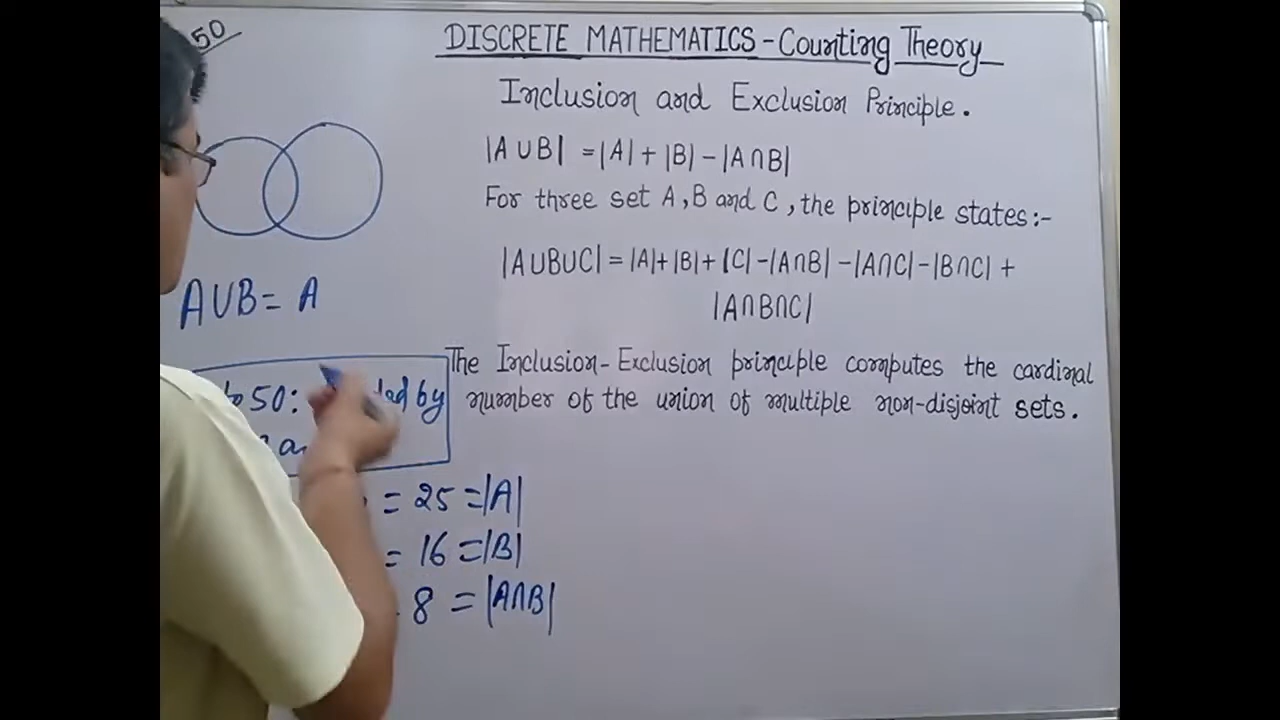 50
DISCRETE MATHEMATICS - Counting Theory
Inclusion and Exclusion Principle.
|A∪B| = |A| + |B| - |A∩B|
For three set A, B and C, the principle states:-
|A∪B∪C| = |A| + |B| + |C| - |A∩B| - |A∩C| - |B∩C| +
|A∩B∩C|
A∪B = A
The Inclusion-Exclusion principle computes the cardinal
number of the union of multiple non-disjoint sets.
50: by
= 25 = |A|
= 16 = |B|
8 = |A∩B|